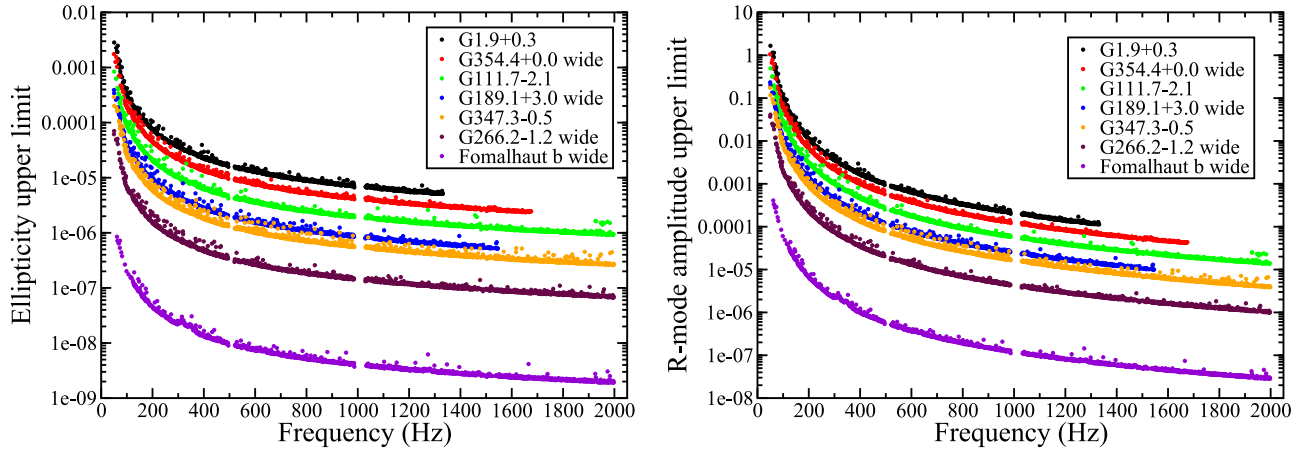 Ellipticity upper limit
0.001
0.0001
1e-05
1e-06
1e-07
1e-08
1e-09
G1.9+0.3
G354.4+0.0 wide
G111.7-2.1
G189.1+3.0 wide
G347.3-0.5
G266.2-1.2 wide
Fomalhaut b wide
0 200 400 600 800 1000 1200 1400 1600 1800 2000
Frequency (Hz)
R-mode amplitude upper limit
10
1
0.1
0.01
0.001
0.0001
1e-05
1e-06
1e-07
1e-08
G1.9+0.3
G354.4+0.0 wide
G111.7-2.1
G189.1+3.0 wide
G347.3-0.5
G266.2-1.2 wide
Fomalhaut b wide
0 200 400 600 800 1000 1200 1400 1600 1800 2000
Frequency (Hz)